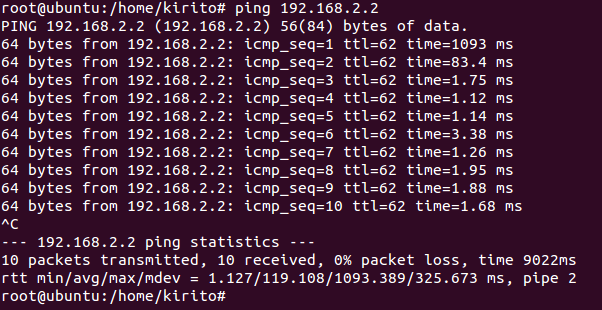 root@ubuntu:/home/kirito# ping 192.168.2.2
PING 192.168.2.2 (192.168.2.2) 56(84) bytes of data.
64 bytes from 192.168.2.2: icmp_seq=1 ttl=62 time=1093 ms
64 bytes from 192.168.2.2: icmp_seq=2 ttl=62 time=83.4 ms
64 bytes from 192.168.2.2: icmp_seq=3 ttl=62 time=1.75 ms
64 bytes from 192.168.2.2: icmp_seq=4 ttl=62 time=1.12 ms
64 bytes from 192.168.2.2: icmp_seq=5 ttl=62 time=1.14 ms
64 bytes from 192.168.2.2: icmp_seq=6 ttl=62 time=3.38 ms
64 bytes from 192.168.2.2: icmp_seq=7 ttl=62 time=1.26 ms
64 bytes from 192.168.2.2: icmp_seq=8 ttl=62 time=1.95 ms
64 bytes from 192.168.2.2: icmp_seq=9 ttl=62 time=1.88 ms
64 bytes from 192.168.2.2: icmp_seq=10 ttl=62 time=1.68 ms
^C
--- 192.168.2.2 ping statistics ---
10 packets transmitted, 10 received, 0% packet loss, time 9022ms
rtt min/avg/max/mdev = 1.127/119.108/1093.389/325.673 ms, pipe 2
root@ubuntu:/home/kirito#